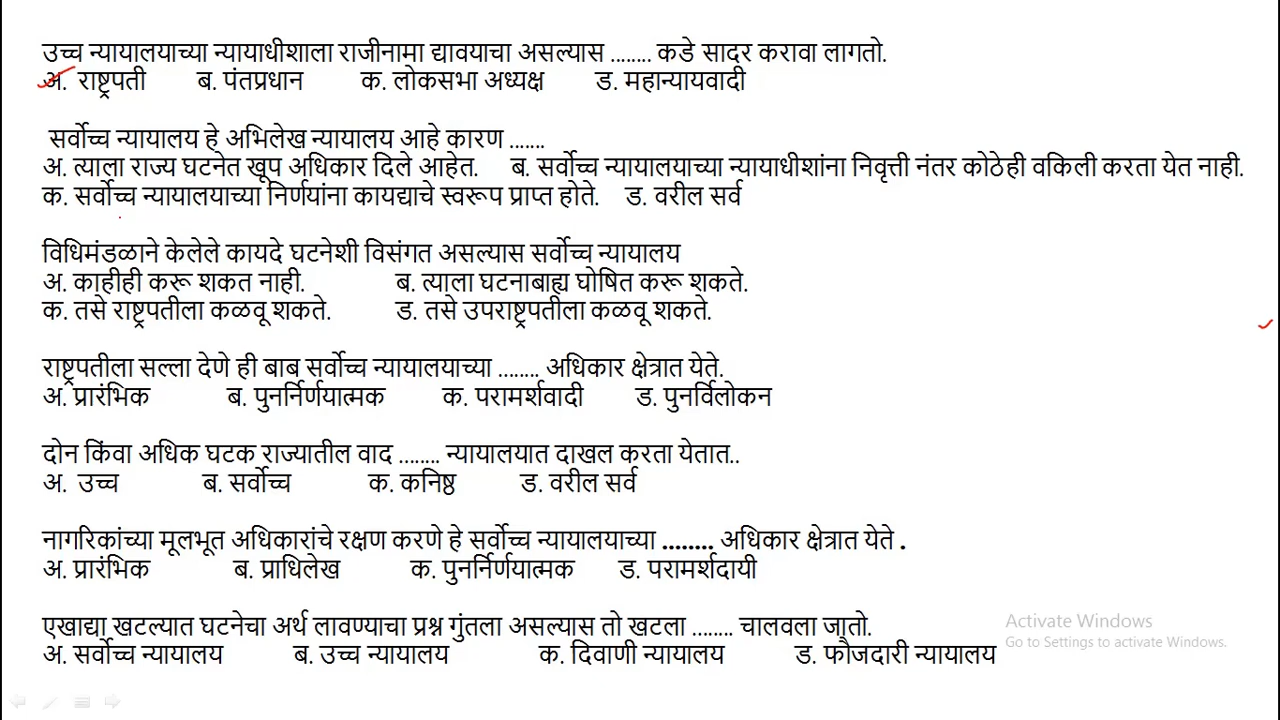 उच्च न्यायालयाच्या न्यायाधीशाला राजीनामा द्यावयाचा असल्यास ........ कडे सादर करावा लागतो.
अ. राष्ट्रपती ब. पंतप्रधान क. लोकसभा अध्यक्ष ड. महान्यायवादी
सर्वोच्च न्यायालय हे अभिलेख न्यायालय आहे कारण .......
अ. त्याला राज्य घटनेत खूप अधिकार दिले आहेत. ब. सर्वोच्च न्यायालयाच्या न्यायाधीशांना निवृत्ती नंतर कोठेही वकिली करता येत नाही.
क. सर्वोच्च न्यायालयाच्या निर्णयांना कायद्याचे स्वरूप प्राप्त होते. ड. वरील सर्व
विधिमंडळाने केलेले कायदे घटनेशी विसंगत असल्यास सर्वोच्च न्यायालय
अ. काहीही करू शकत नाही. ब. त्याला घटनाबाह्य घोषित करू शकते.
क. तसे राष्ट्रपतीला कळवू शकते. ड. तसे उपराष्ट्रपतीला कळवू शकते.
राष्ट्रपतीला सल्ला देणे ही बाब सर्वोच्च न्यायालयाच्या ........ अधिकार क्षेत्रात येते.
अ. प्रारंभिक ब. पुनर्निर्णयात्मक क. परामर्शवादी ड. पुनर्विलोकन
दोन किंवा अधिक घटक राज्यातील वाद ........ न्यायालयात दाखल करता येतात..
अ. उच्च ब. सर्वोच्च क. कनिष्ठ ड. वरील सर्व
नागरिकांच्या मूलभूत अधिकारांचे रक्षण करणे हे सर्वोच्च न्यायालयाच्या ........ अधिकार क्षेत्रात येते .
अ. प्रारंभिक ब. प्राधिलेख क. पुनर्निर्णयात्मक ड. परामर्शदायी
एखाद्या खटल्यात घटनेचा अर्थ लावण्याचा प्रश्न गुंतला असल्यास तो खटला ........ चालवला जातो.
अ. सर्वोच्च न्यायालय ब. उच्च न्यायालय क. दिवाणी न्यायालय ड. फौजदारी न्यायालय
Activate Windows
Go to Settings to activate Windows.